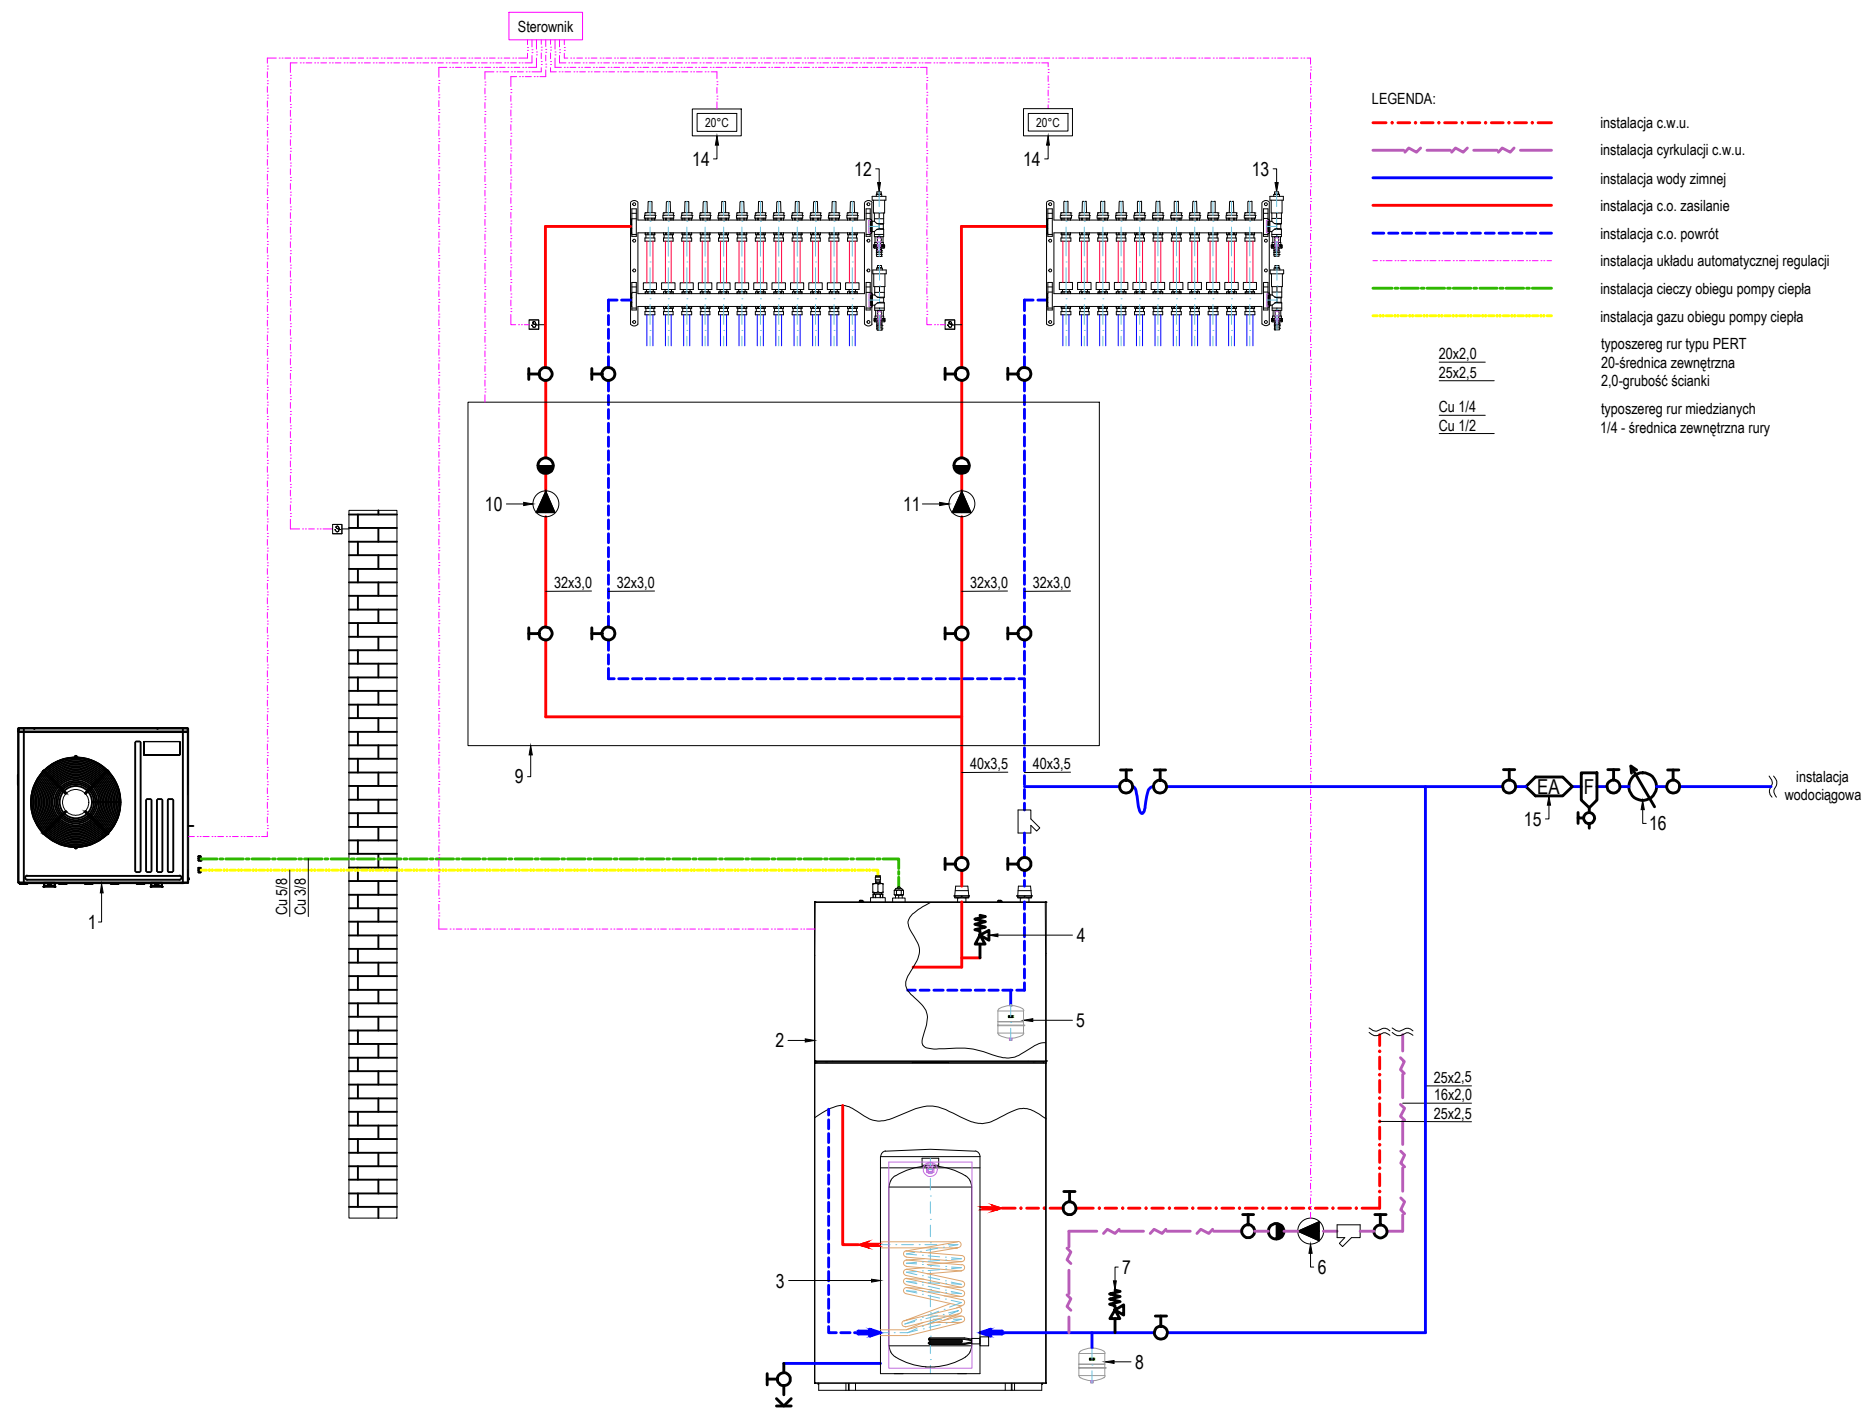 Sterownik
LEGENDA:
instalacja c.w.u.
instalacja cyrkulacji c.w.u.
instalacja wody zimnej
instalacja c.o. zasilanie
instalacja c.o. powrót
instalacja układu automatycznej regulacji
instalacja cieczy obiegu pompy ciepła
instalacja gazu obiegu pompy ciepła
20x2,0
25x2,5
typoszereg rur typu PERT
20-średnica zewnętrzna
2,0-grubość ścianki
Cu 1/4
Cu 1/2
typoszereg rur miedzianych
1/4 - średnica zewnętrzna rury
20°C
14
20°C
14
12
13
10
11
32x3,0
32x3,0
32x3,0
32x3,0
9
40x3,5
40x3,5
EA
F
15
16
instalacja
wodociągowa
1
Cu 5/8
Cu 3/8
4
5
2
25x2,5
16x2,0
25x2,5
3
6
7
8
K